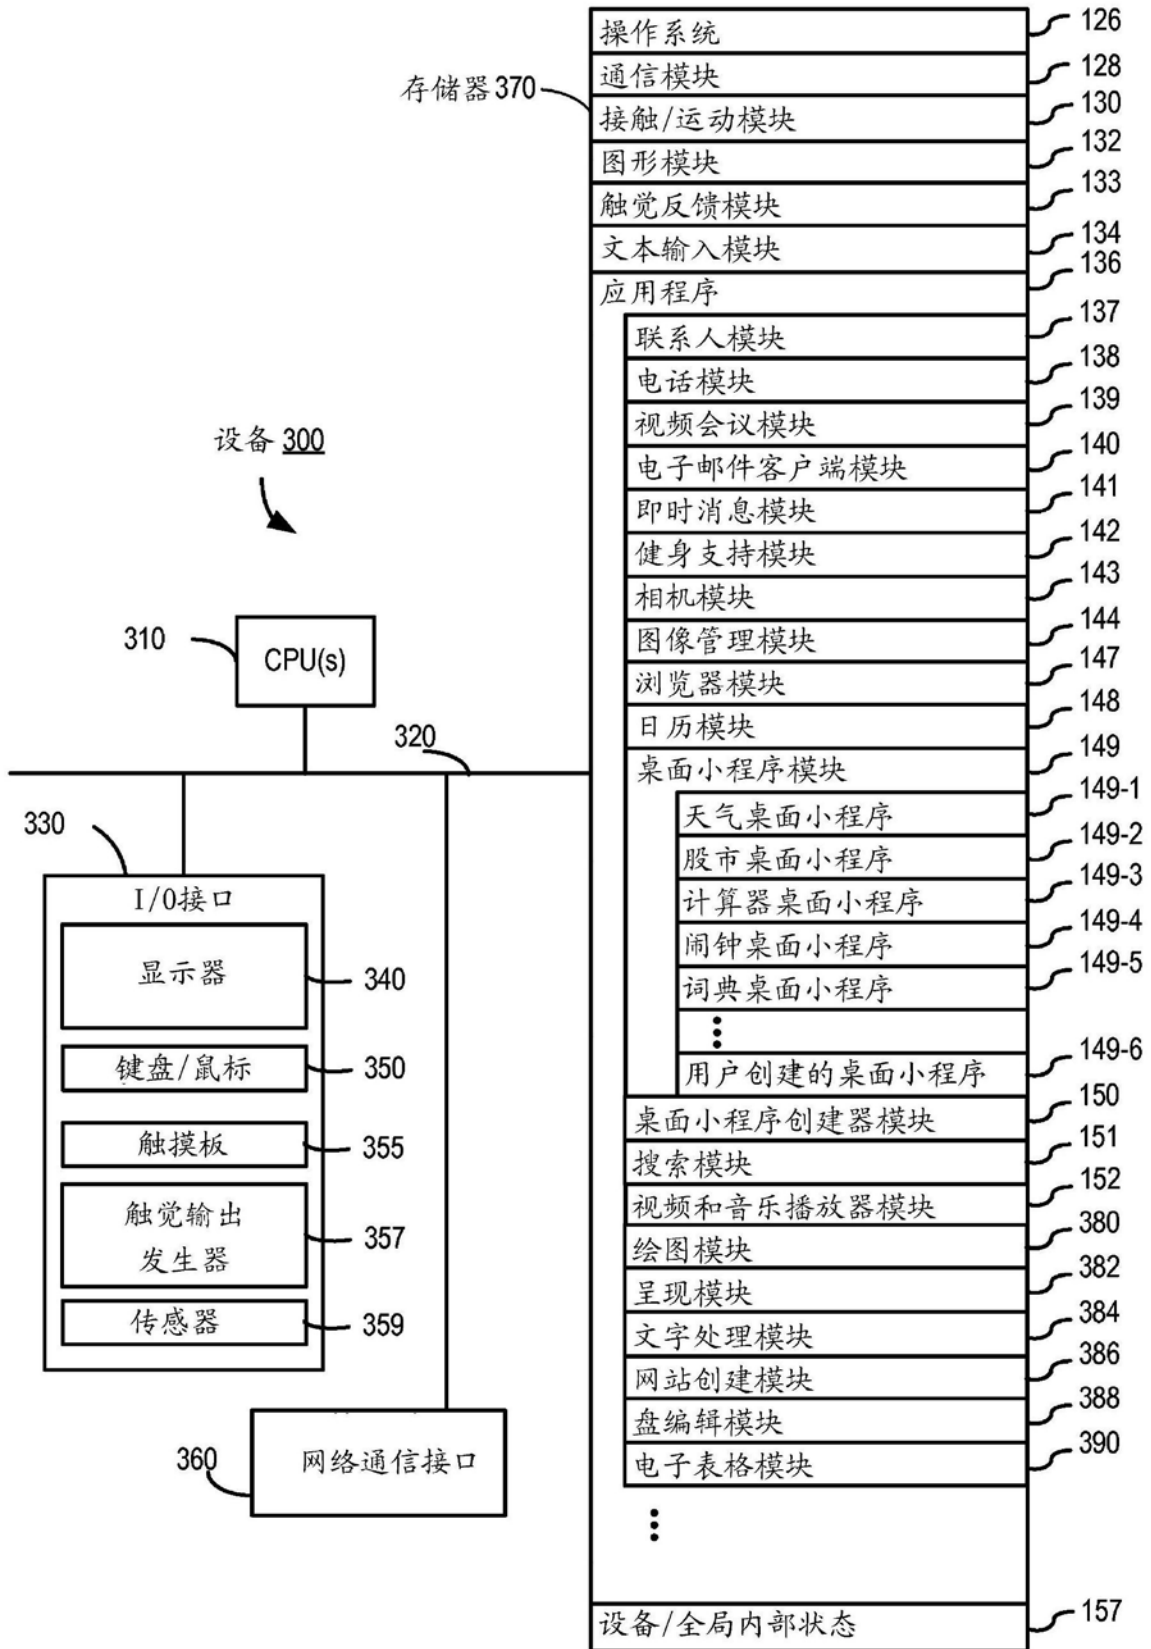 操作系统 126
通信模块 128
存储器370
接触/运动模块 130
图形模块 132
触觉反馈模块 133
文本输入模块 134
应用程序 136
联系人模块 137
电话模块 138
视频会议模块 139
设备 300
电子邮件客户端模块 140
即时消息模块 141
健身支持模块 142
相机模块 143
图像管理模块 144
310
CPU(s)
浏览器模块 147
日历模块 148
320
桌面小程序模块 149
天气桌面小程序 149-1
股市桌面小程序 149-2
计算器桌面小程序 149-3
闹钟桌面小程序 149-4
词典桌面小程序 149-5
用户创建的桌面小程序 149-6
桌面小程序创建器模块 150
搜索模块 151
视频和音乐播放器模块 152
绘图模块 380
呈现模块 382
文字处理模块 384
网站创建模块 386
盘编辑模块 388
电子表格模块 390
设备/全局内部状态 157
330
I/O接口
显示器 340
键盘/鼠标 350
触摸板 355
触觉输出
发生器 357
传感器 359
360
网络通信接口